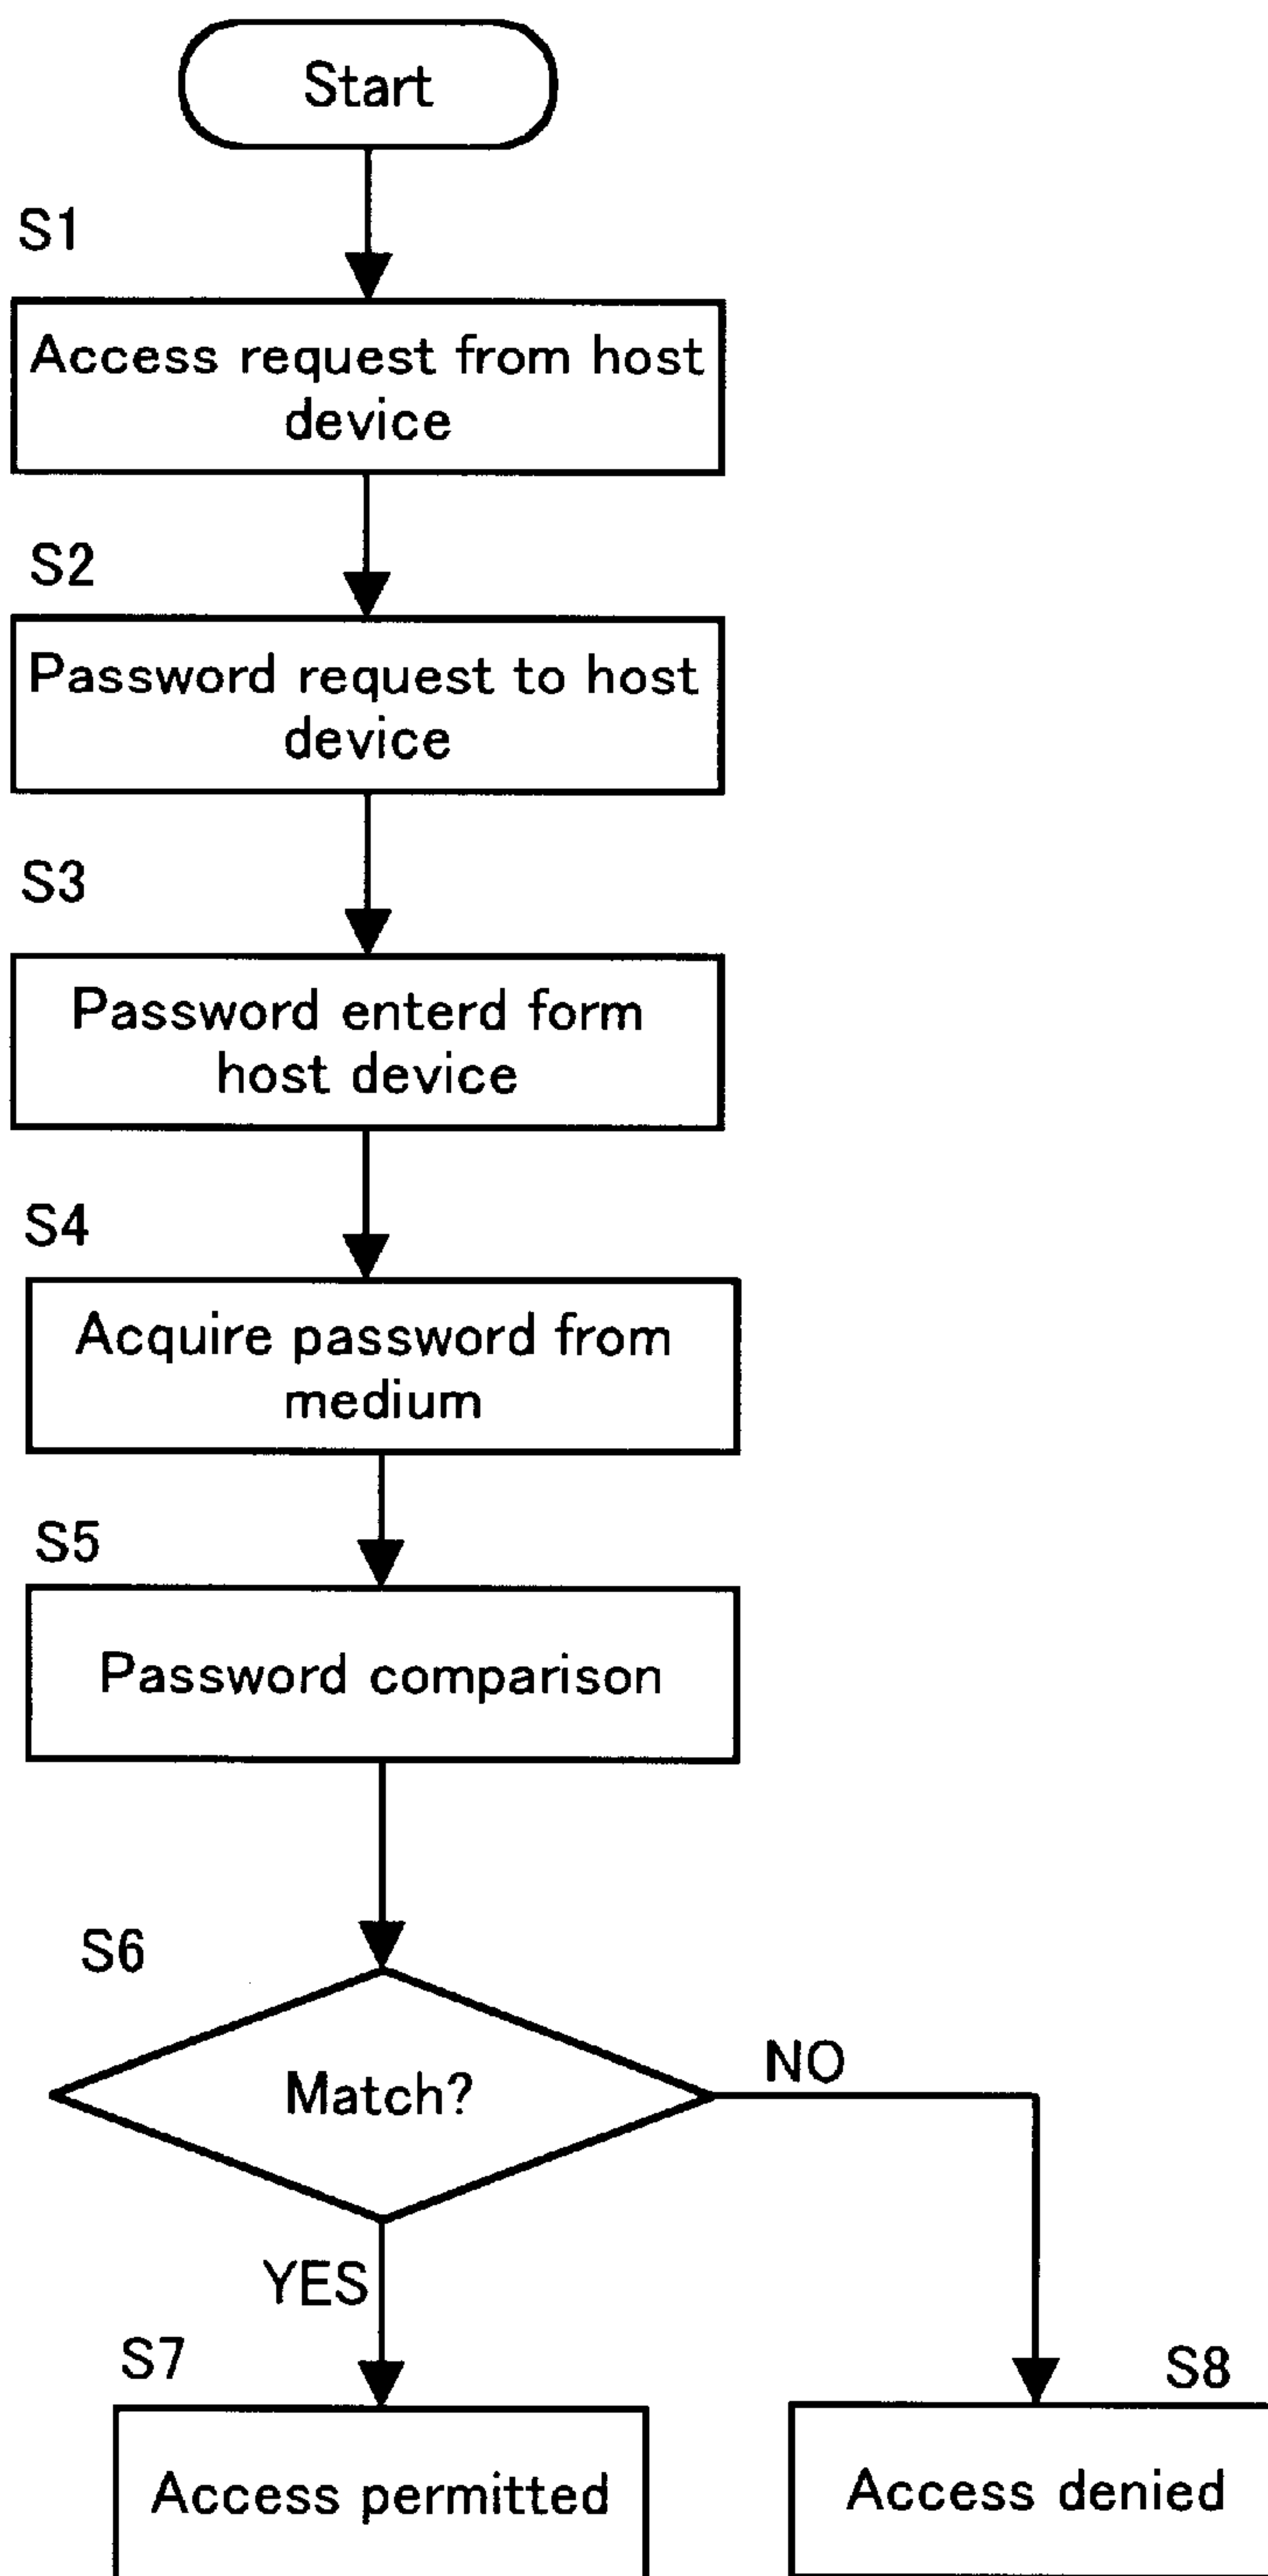 Start
S1
Access request from host
device
S2
Password request to host
device
S3
Password enterd form
host device
S4
Acquire password from
medium
S5
Password comparison
S6
Match?
NO
YES
S7
Access permitted
S8
Access denied